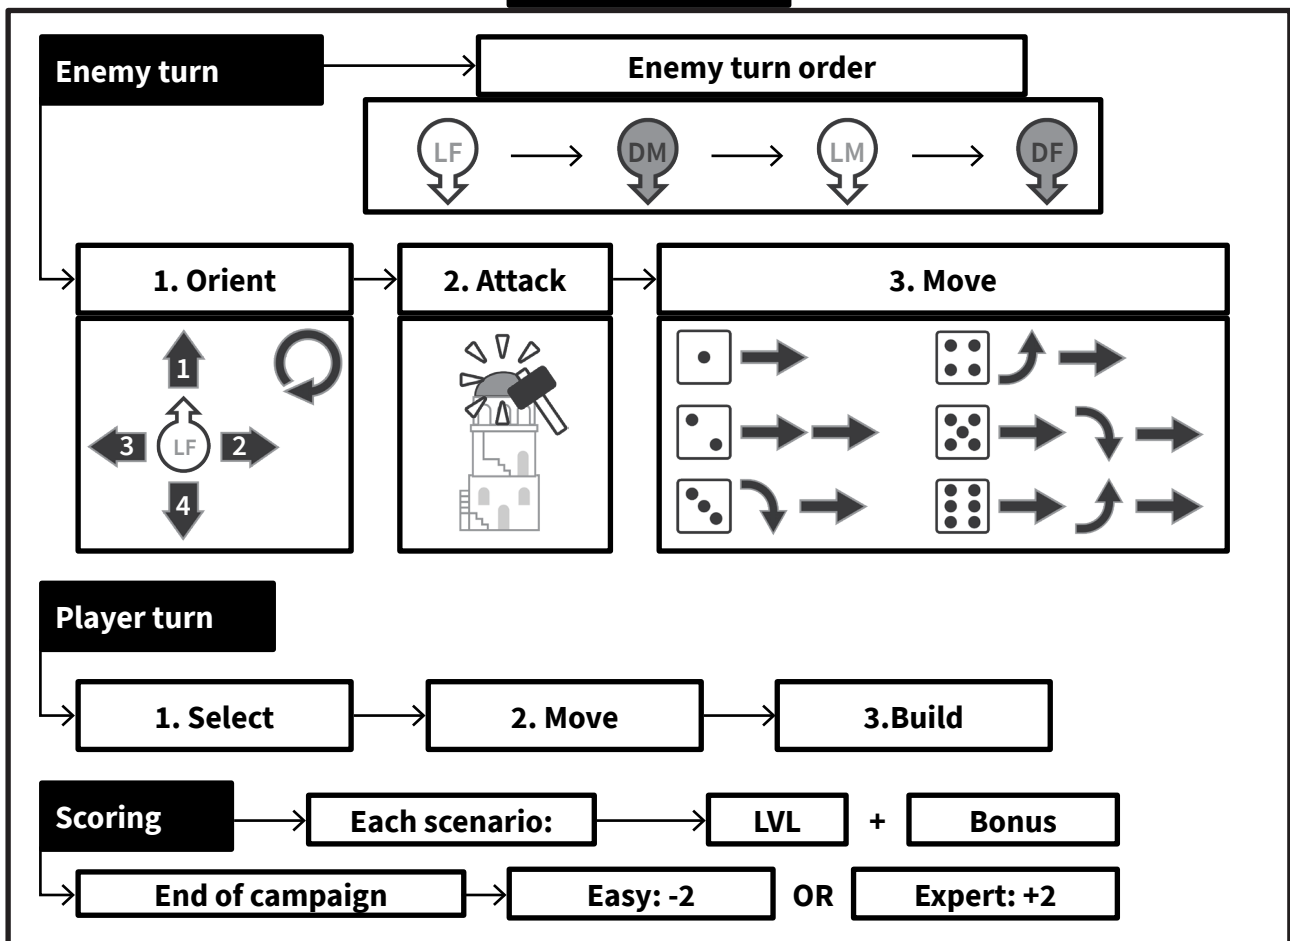 Enemy turn
Enemy turn order
LF
DM
LM
DF
1. Orient
2. Attack
3. Move
1
3
LF
2
4
Player turn
1. Select
2. Move
3.Build
Scoring
Each scenario:
LVL
+
Bonus
End of campaign
Easy: -2
OR
Expert: +2